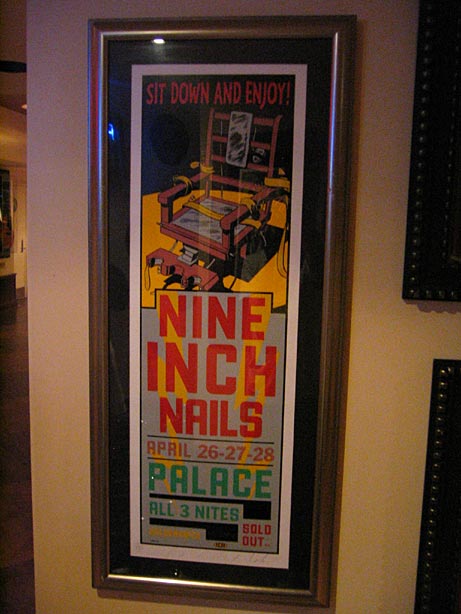 SIT DOWN AND ENJOY!
NINE
INCH
NAILS
APRIL 26-27-28
PALACE
ALL 3 NITES
SOLD
OUT